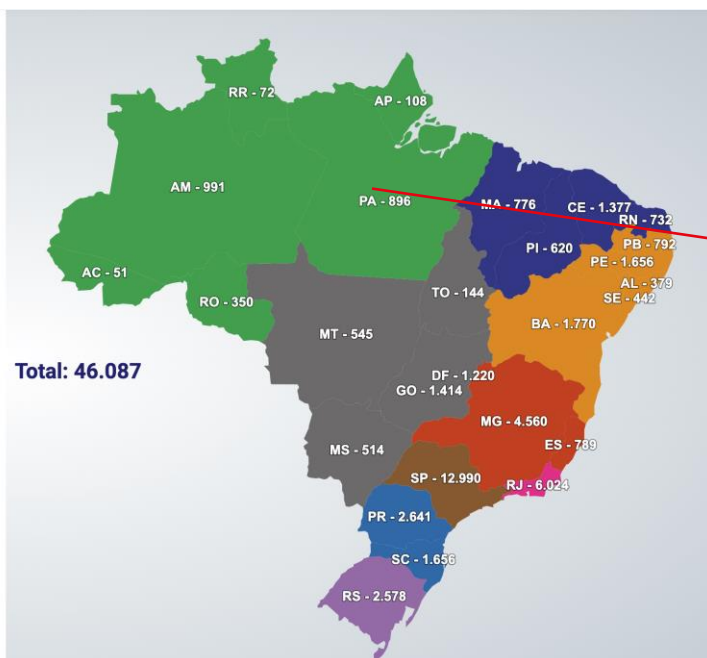 RR - 72
AP - 108
AM - 991
PA - 896
MA - 776
CE - 1.377
RN - 732
PI - 620
PB - 792
PE - 1.656
AL - 379
SE - 442
AC - 51
RO - 350
TO - 144
MT - 545
BA - 1.770
Total: 46.087
DF - 1.220
GO - 1.414
MG - 4.560
ES - 789
MS - 514
SP - 12.990
RJ - 6.024
PR - 2.641
SC - 1.656
RS - 2.578